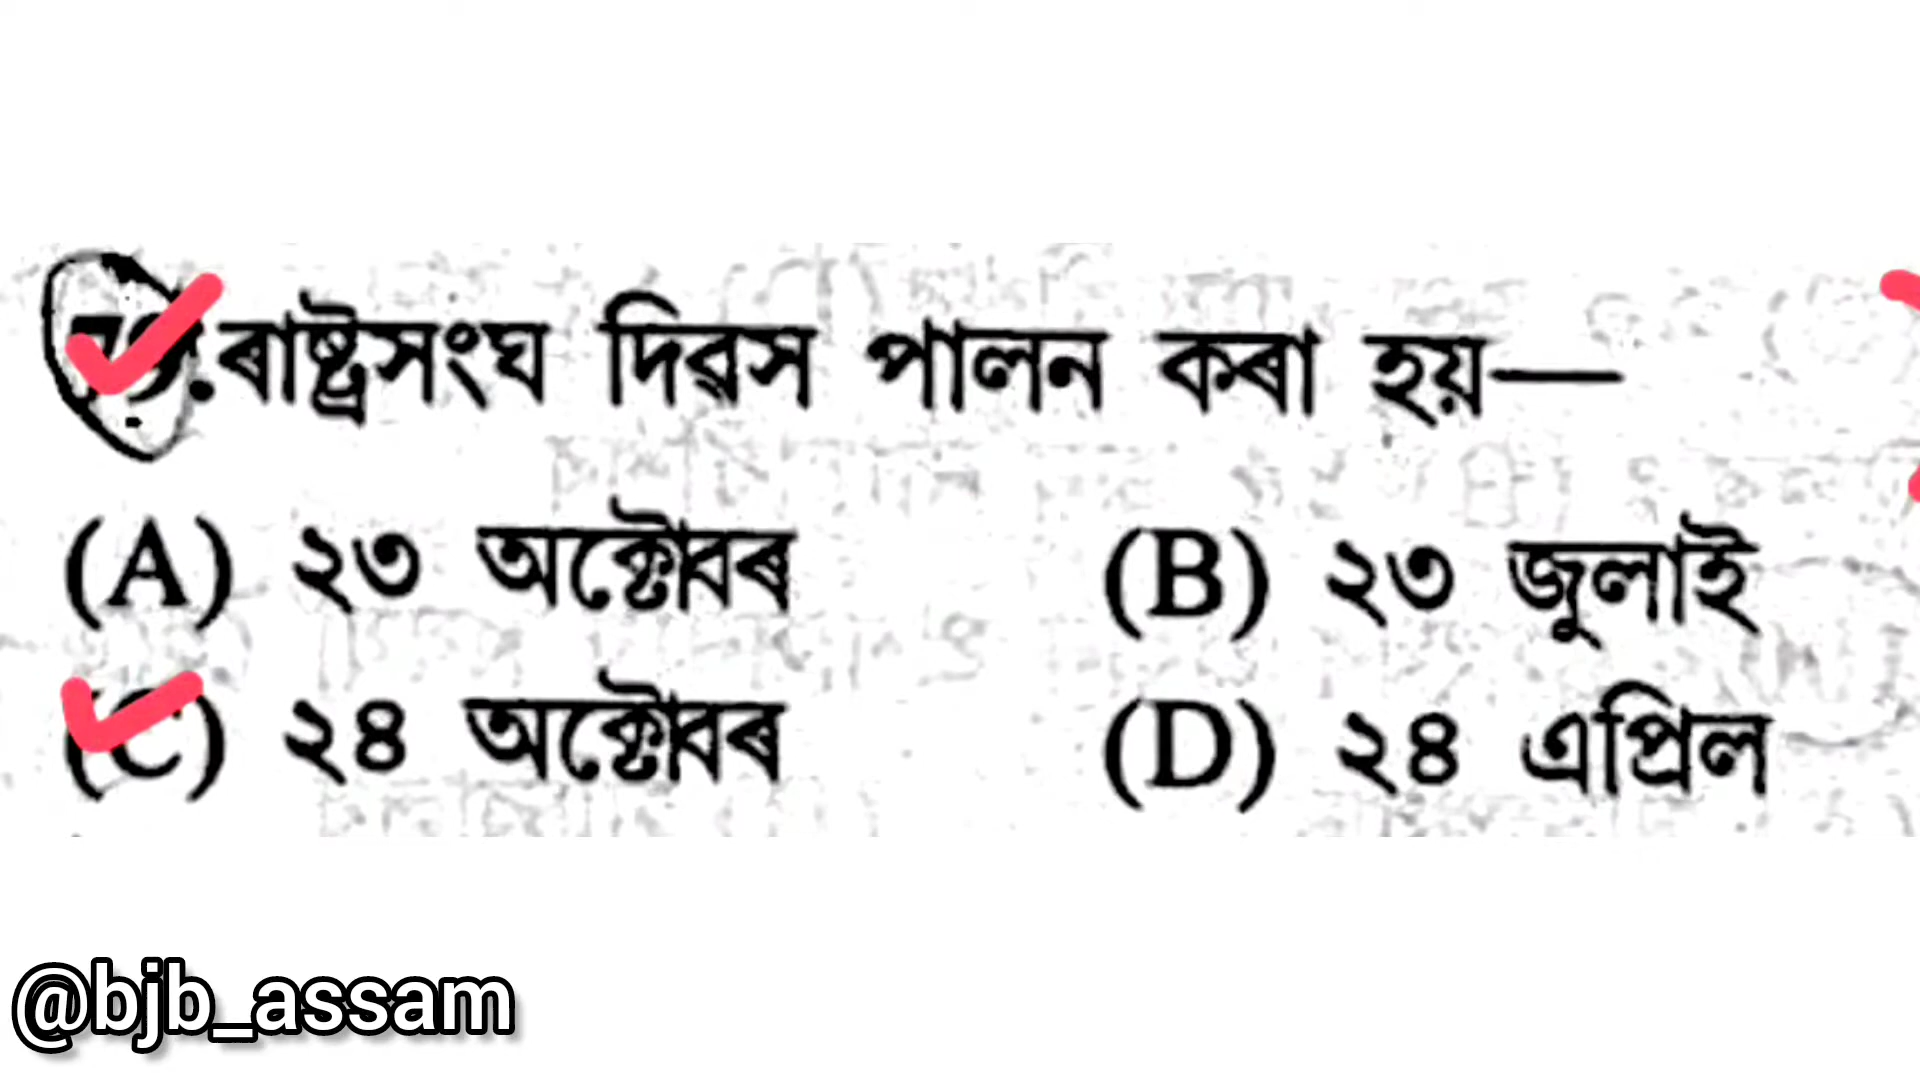 ৰাষ্ট্ৰসংঘ দিৱস পালন কৰা হয়—
(A) ২৩ অক্টোবৰ (B) ২৩ জুলাই
(C) ২৪ অক্টোবৰ (D) ২৪ এপ্ৰিল
@bjb_assam